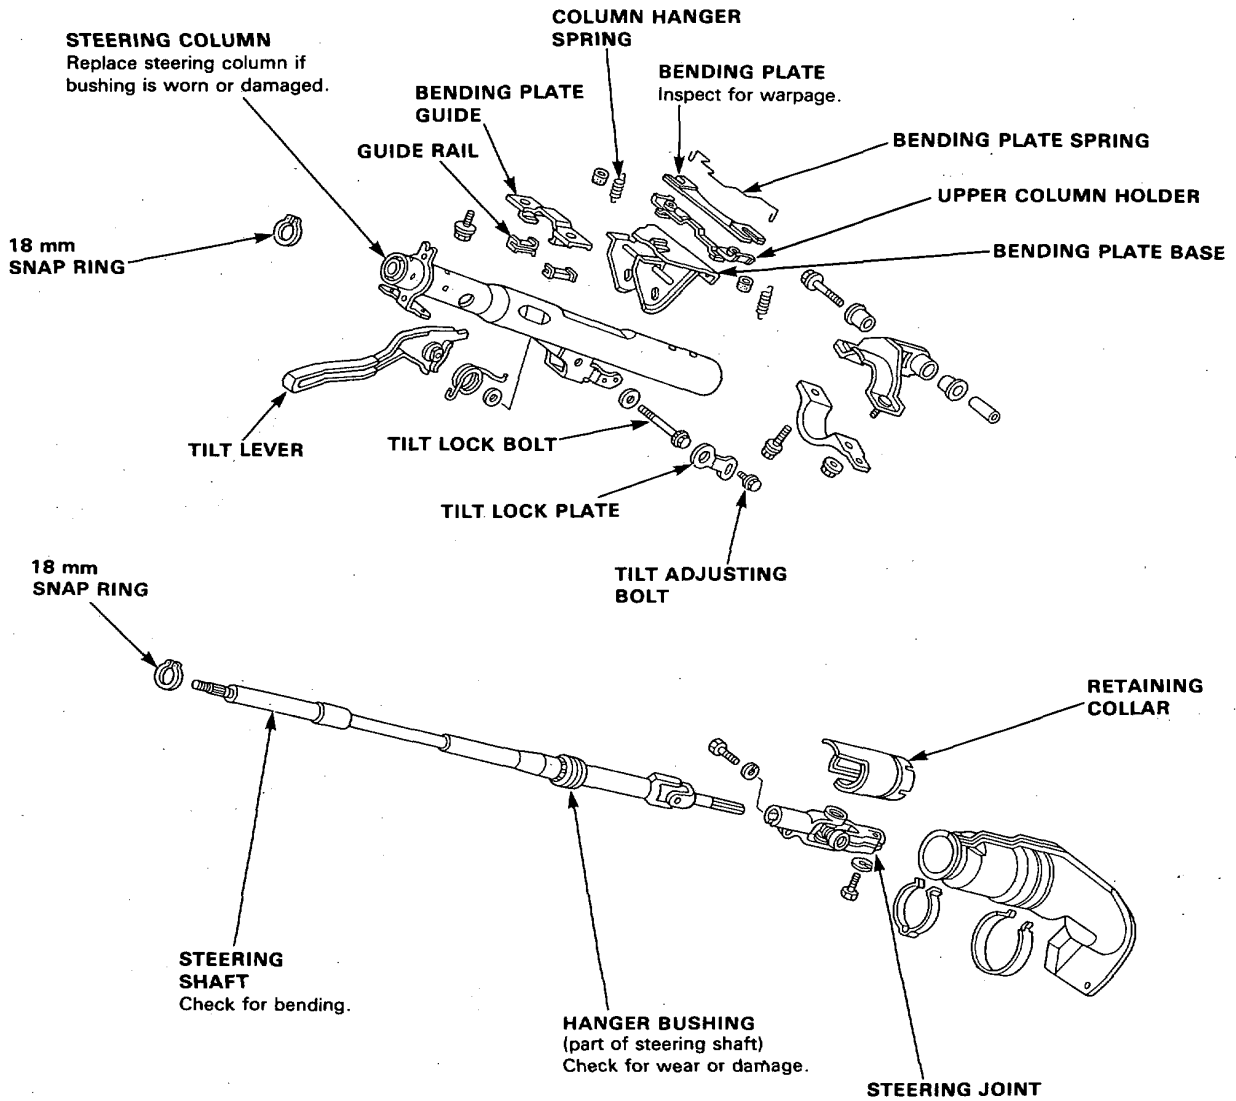 COLUMN HANGER
SPRING
STEERING COLUMN
Replace steering column if
bushing is worn or damaged.
BENDING PLATE
Inspect for warpage.
BENDING PLATE
GUIDE
BENDING PLATE SPRING
GUIDE RAIL
UPPER COLUMN HOLDER
18 mm
SNAP RING
BENDING PLATE BASE
TILT LEVER
TILT LOCK BOLT
TILT LOCK PLATE
TILT ADJUSTING
BOLT
18 mm
SNAP RING
RETAINING
COLLAR
STEERING
SHAFT
Check for bending.
HANGER BUSHING
(part of steering shaft)
Check for wear or damage.
STEERING JOINT